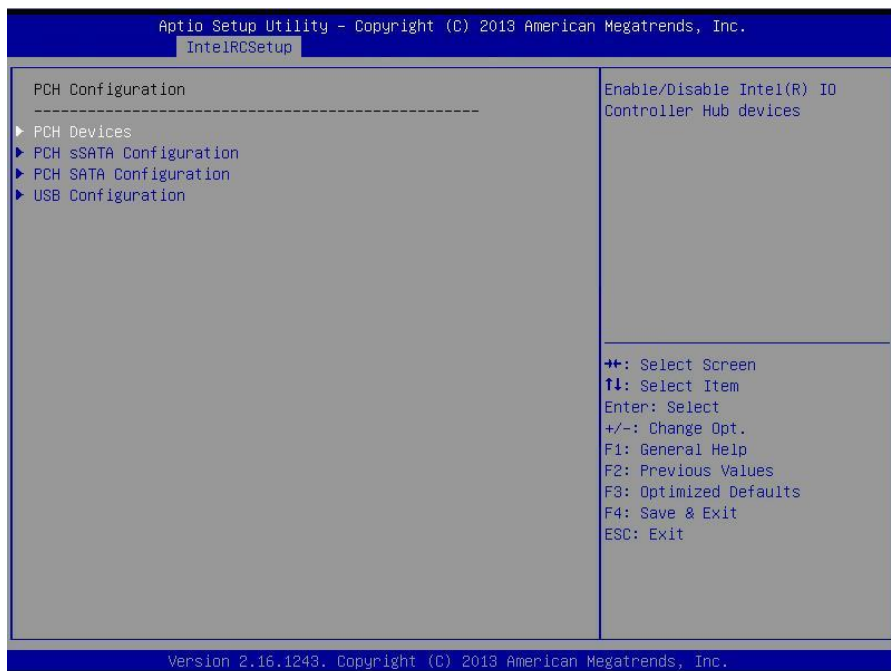 Aptio Setup Utility – Copyright (C) 2013 American Megatrends, Inc.
IntelRCSetup
PCH Configuration
--------------------------------------------------
PCH Devices
PCH sSATA Configuration
PCH SATA Configuration
USB Configuration
Enable/Disable Intel(R) IO
Controller Hub devices
→←: Select Screen
↑↓: Select Item
Enter: Select
+/-: Change Opt.
F1: General Help
F2: Previous Values
F3: Optimized Defaults
F4: Save & Exit
ESC: Exit
Version 2.16.1243. Copyright (C) 2013 American Megatrends, Inc.